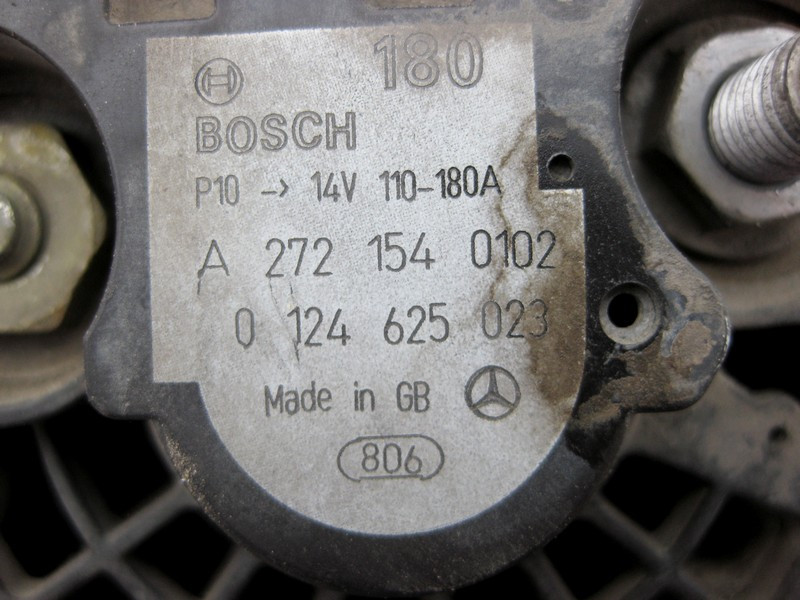 180
BOSCH
P10 -> 14V 110-180A
A 272 154 0102
0 124 625 023
Made in GB
806